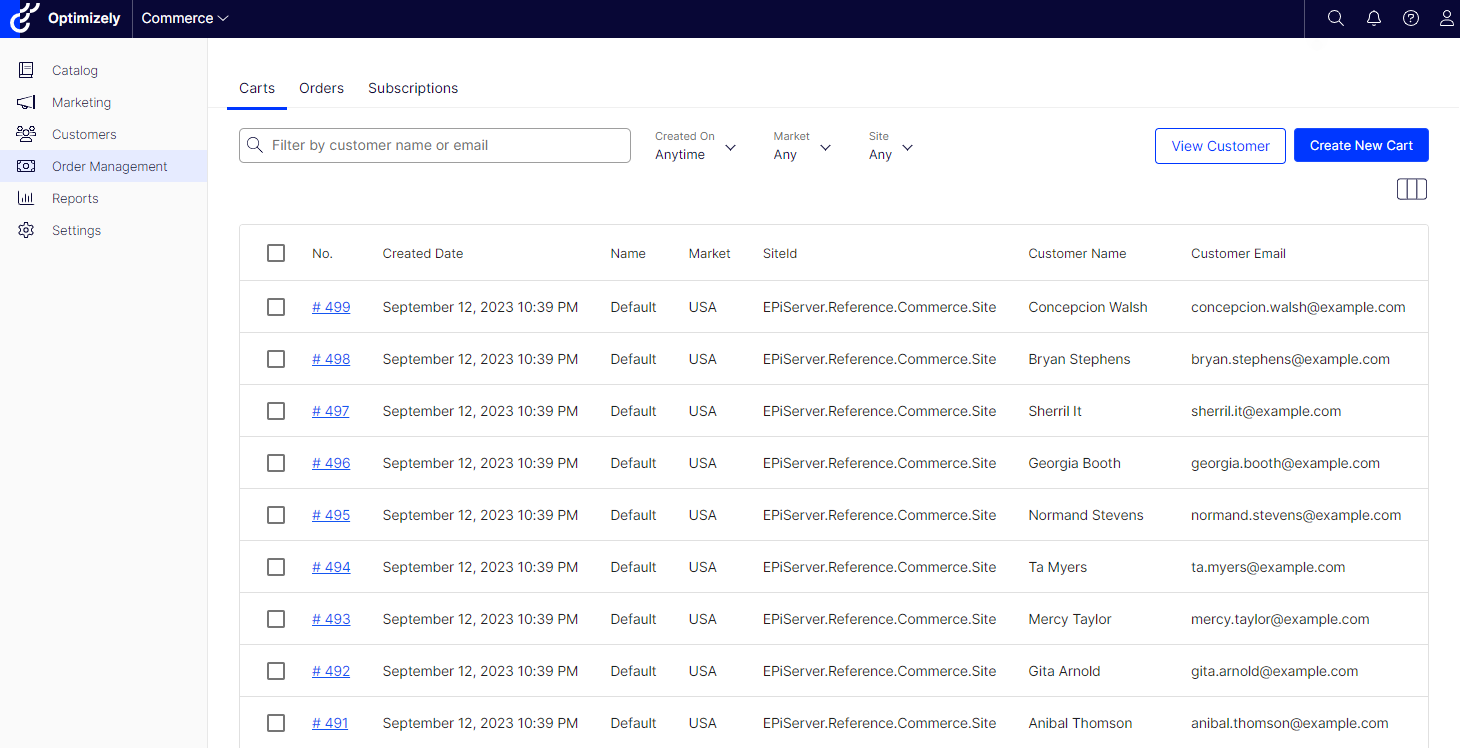 Optimizely Commerce
Catalog
Marketing
Customers
Order Management
Reports
Settings
Carts Orders Subscriptions
Filter by customer name or email
Created On
Anytime
Market
Any
Site
Any
View Customer
Create New Cart
No. Created Date Name Market SiteId Customer Name Customer Email
# 499 September 12, 2023 10:39 PM Default USA EPiServer.Reference.Commerce.Site Concepcion Walsh concepcion.walsh@example.com
# 498 September 12, 2023 10:39 PM Default USA EPiServer.Reference.Commerce.Site Bryan Stephens bryan.stephens@example.com
# 497 September 12, 2023 10:39 PM Default USA EPiServer.Reference.Commerce.Site Sherril It sherril.it@example.com
# 496 September 12, 2023 10:39 PM Default USA EPiServer.Reference.Commerce.Site Georgia Booth georgia.booth@example.com
# 495 September 12, 2023 10:39 PM Default USA EPiServer.Reference.Commerce.Site Normand Stevens normand.stevens@example.com
# 494 September 12, 2023 10:39 PM Default USA EPiServer.Reference.Commerce.Site Ta Myers ta.myers@example.com
# 493 September 12, 2023 10:39 PM Default USA EPiServer.Reference.Commerce.Site Mercy Taylor mercy.taylor@example.com
# 492 September 12, 2023 10:39 PM Default USA EPiServer.Reference.Commerce.Site Gita Arnold gita.arnold@example.com
# 491 September 12, 2023 10:39 PM Default USA EPiServer.Reference.Commerce.Site Anibal Thomson anibal.thomson@example.com